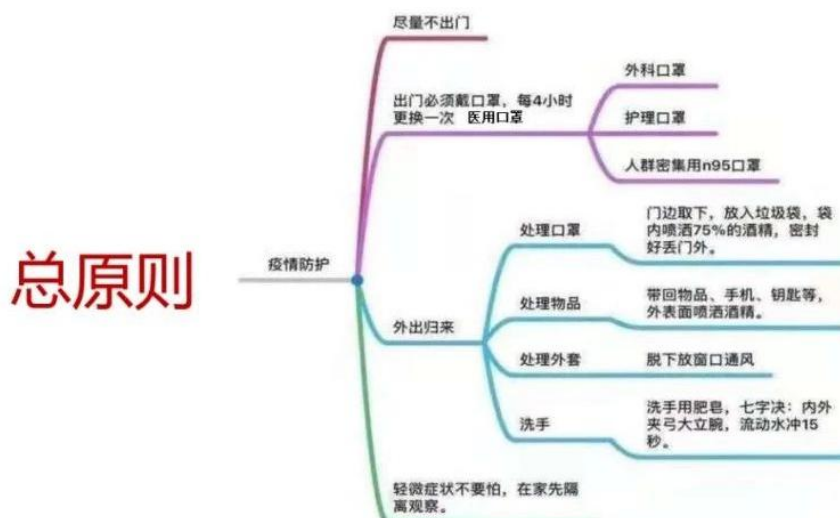 总原则
疫情防护
尽量不出门
出门必须戴口罩，每4小时
更换一次 医用口罩
外科口罩
护理口罩
人群密集用n95口罩
外出归来
处理口罩
门边取下，放入垃圾袋，袋
内喷洒75%的酒精，密封
好丢门外。
处理物品
带回物品、手机、钥匙等，
外表面喷洒酒精。
处理外套
脱下放窗口通风
洗手
洗手用肥皂，七字决：内外
夹弓大立腕，流动水冲15
秒。
轻微症状不要怕，在家先隔
离观察。